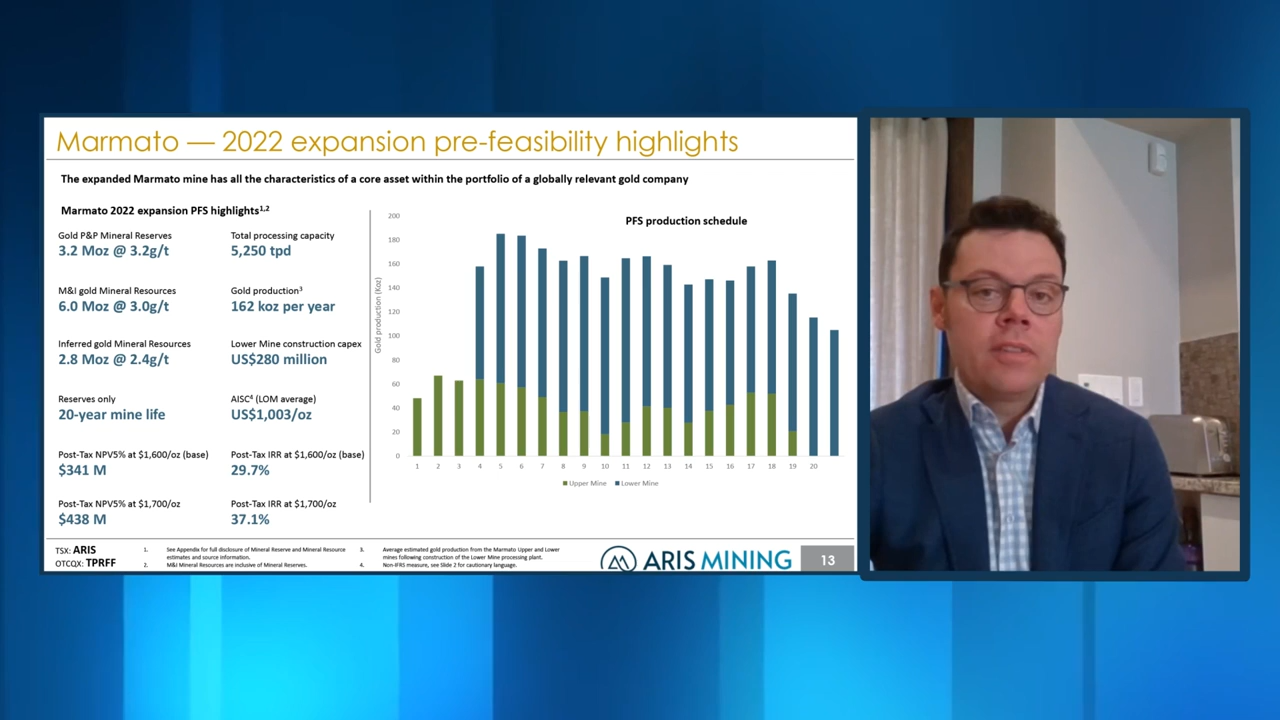 Marmato — 2022 expansion pre-feasibility highlights
The expanded Marmato mine has all the characteristics of a core asset within the portfolio of a globally relevant gold company
Marmato 2022 expansion PFS highlights1,2
Gold P&P Mineral Reserves
3.2 Moz @ 3.2g/t
Total processing capacity
5,250 tpd
M&I gold Mineral Resources
6.0 Moz @ 3.0g/t
Gold production3
162 koz per year
Inferred gold Mineral Resources
2.8 Moz @ 2.4g/t
Lower Mine construction capex
US$280 million
Reserves only
20-year mine life
AISC4 (LOM average)
US$1,003/oz
Post-Tax NPV5% at $1,600/oz (base)
$341 M
Post-Tax IRR at $1,600/oz (base)
29.7%
Post-Tax NPV5% at $1,700/oz
$438 M
Post-Tax IRR at $1,700/oz
37.1%
PFS production schedule
Gold production (Koz)
200
180
160
140
120
100
80
60
40
20
0
1 2 3 4 5 6 7 8 9 10 11 12 13 14 15 16 17 18 19 20
Upper Mine Lower Mine
TSX: ARIS
OTCQX: TPRFF
1. See Appendix for full disclosure of Mineral Reserve and Mineral Resource
estimates and source information.
2. M&I Mineral Resources are inclusive of Mineral Reserves.
3. Average estimated gold production from the Marmato Upper and Lower
mines following construction of the Lower Mine processing plant.
4. Non-IFRS measure, see Slide 2 for cautionary language.
ARIS MINING
13